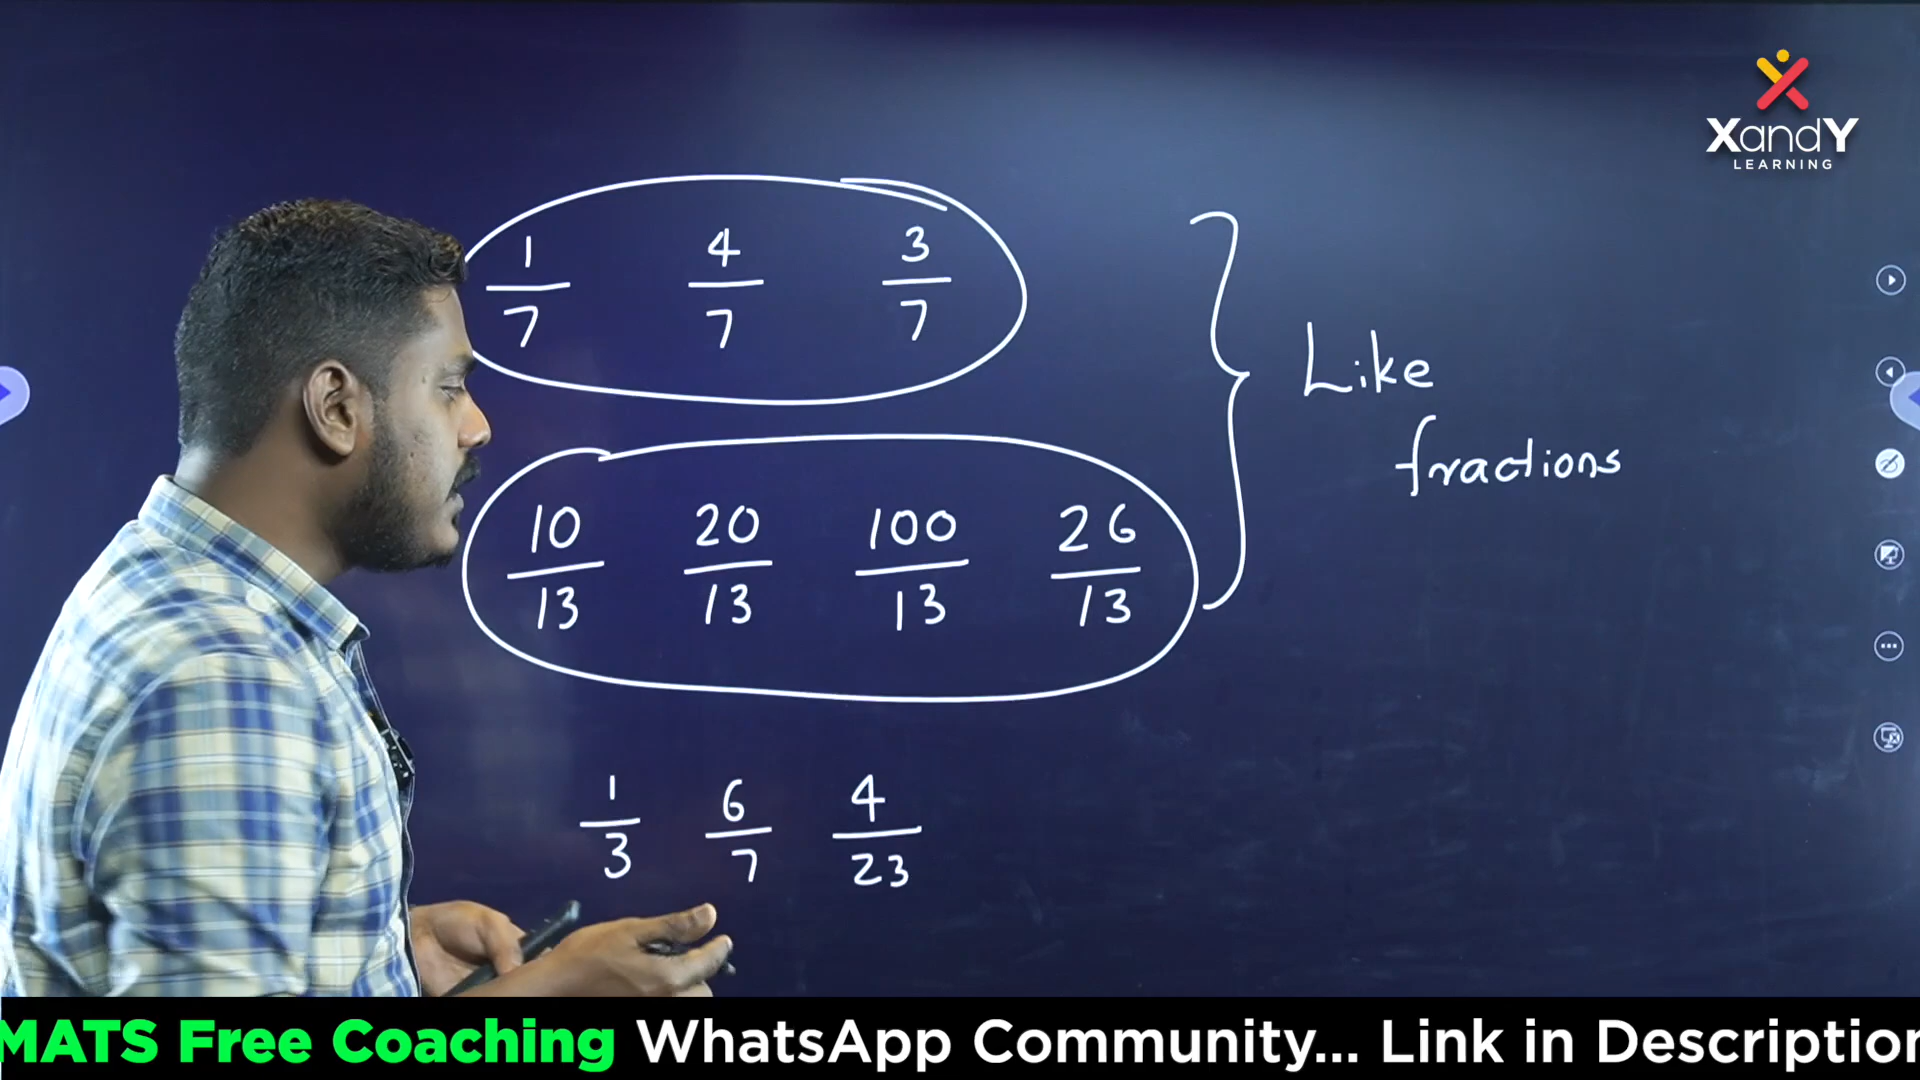 XandY
LEARNING
1/7 4/7 3/7
Like
fractions
10/13 20/13 100/13 26/13
1/3 6/7 4/23
MATS Free Coaching WhatsApp Community... Link in Description